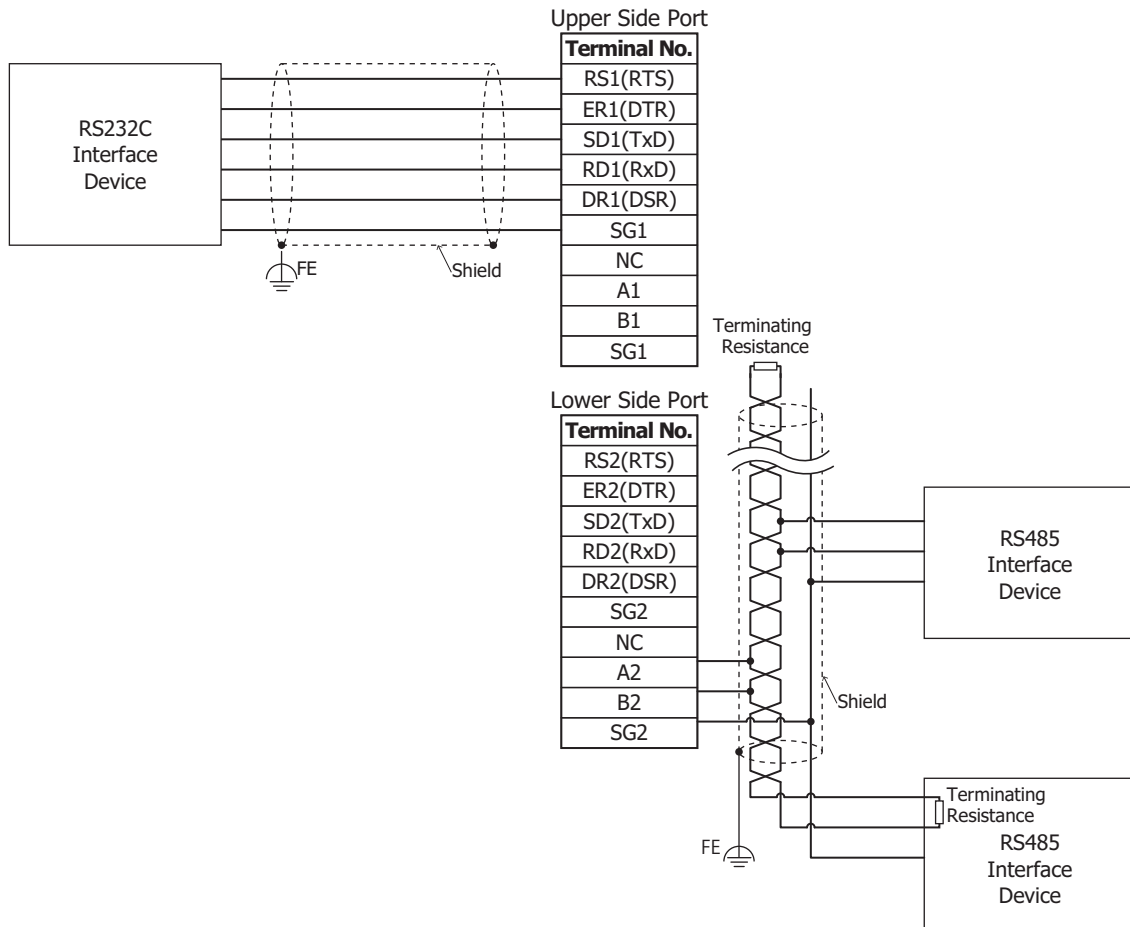 Upper Side Port
Terminal No.
RS1(RTS)
ER1(DTR)
SD1(TxD)
RD1(RxD)
DR1(DSR)
SG1
NC
A1
B1
SG1
RS232C
Interface
Device
FE
Shield
Terminating
Resistance
Lower Side Port
Terminal No.
RS2(RTS)
ER2(DTR)
SD2(TxD)
RD2(RxD)
DR2(DSR)
SG2
NC
A2
B2
SG2
RS485
Interface
Device
Shield
FE
Terminating
Resistance
RS485
Interface
Device